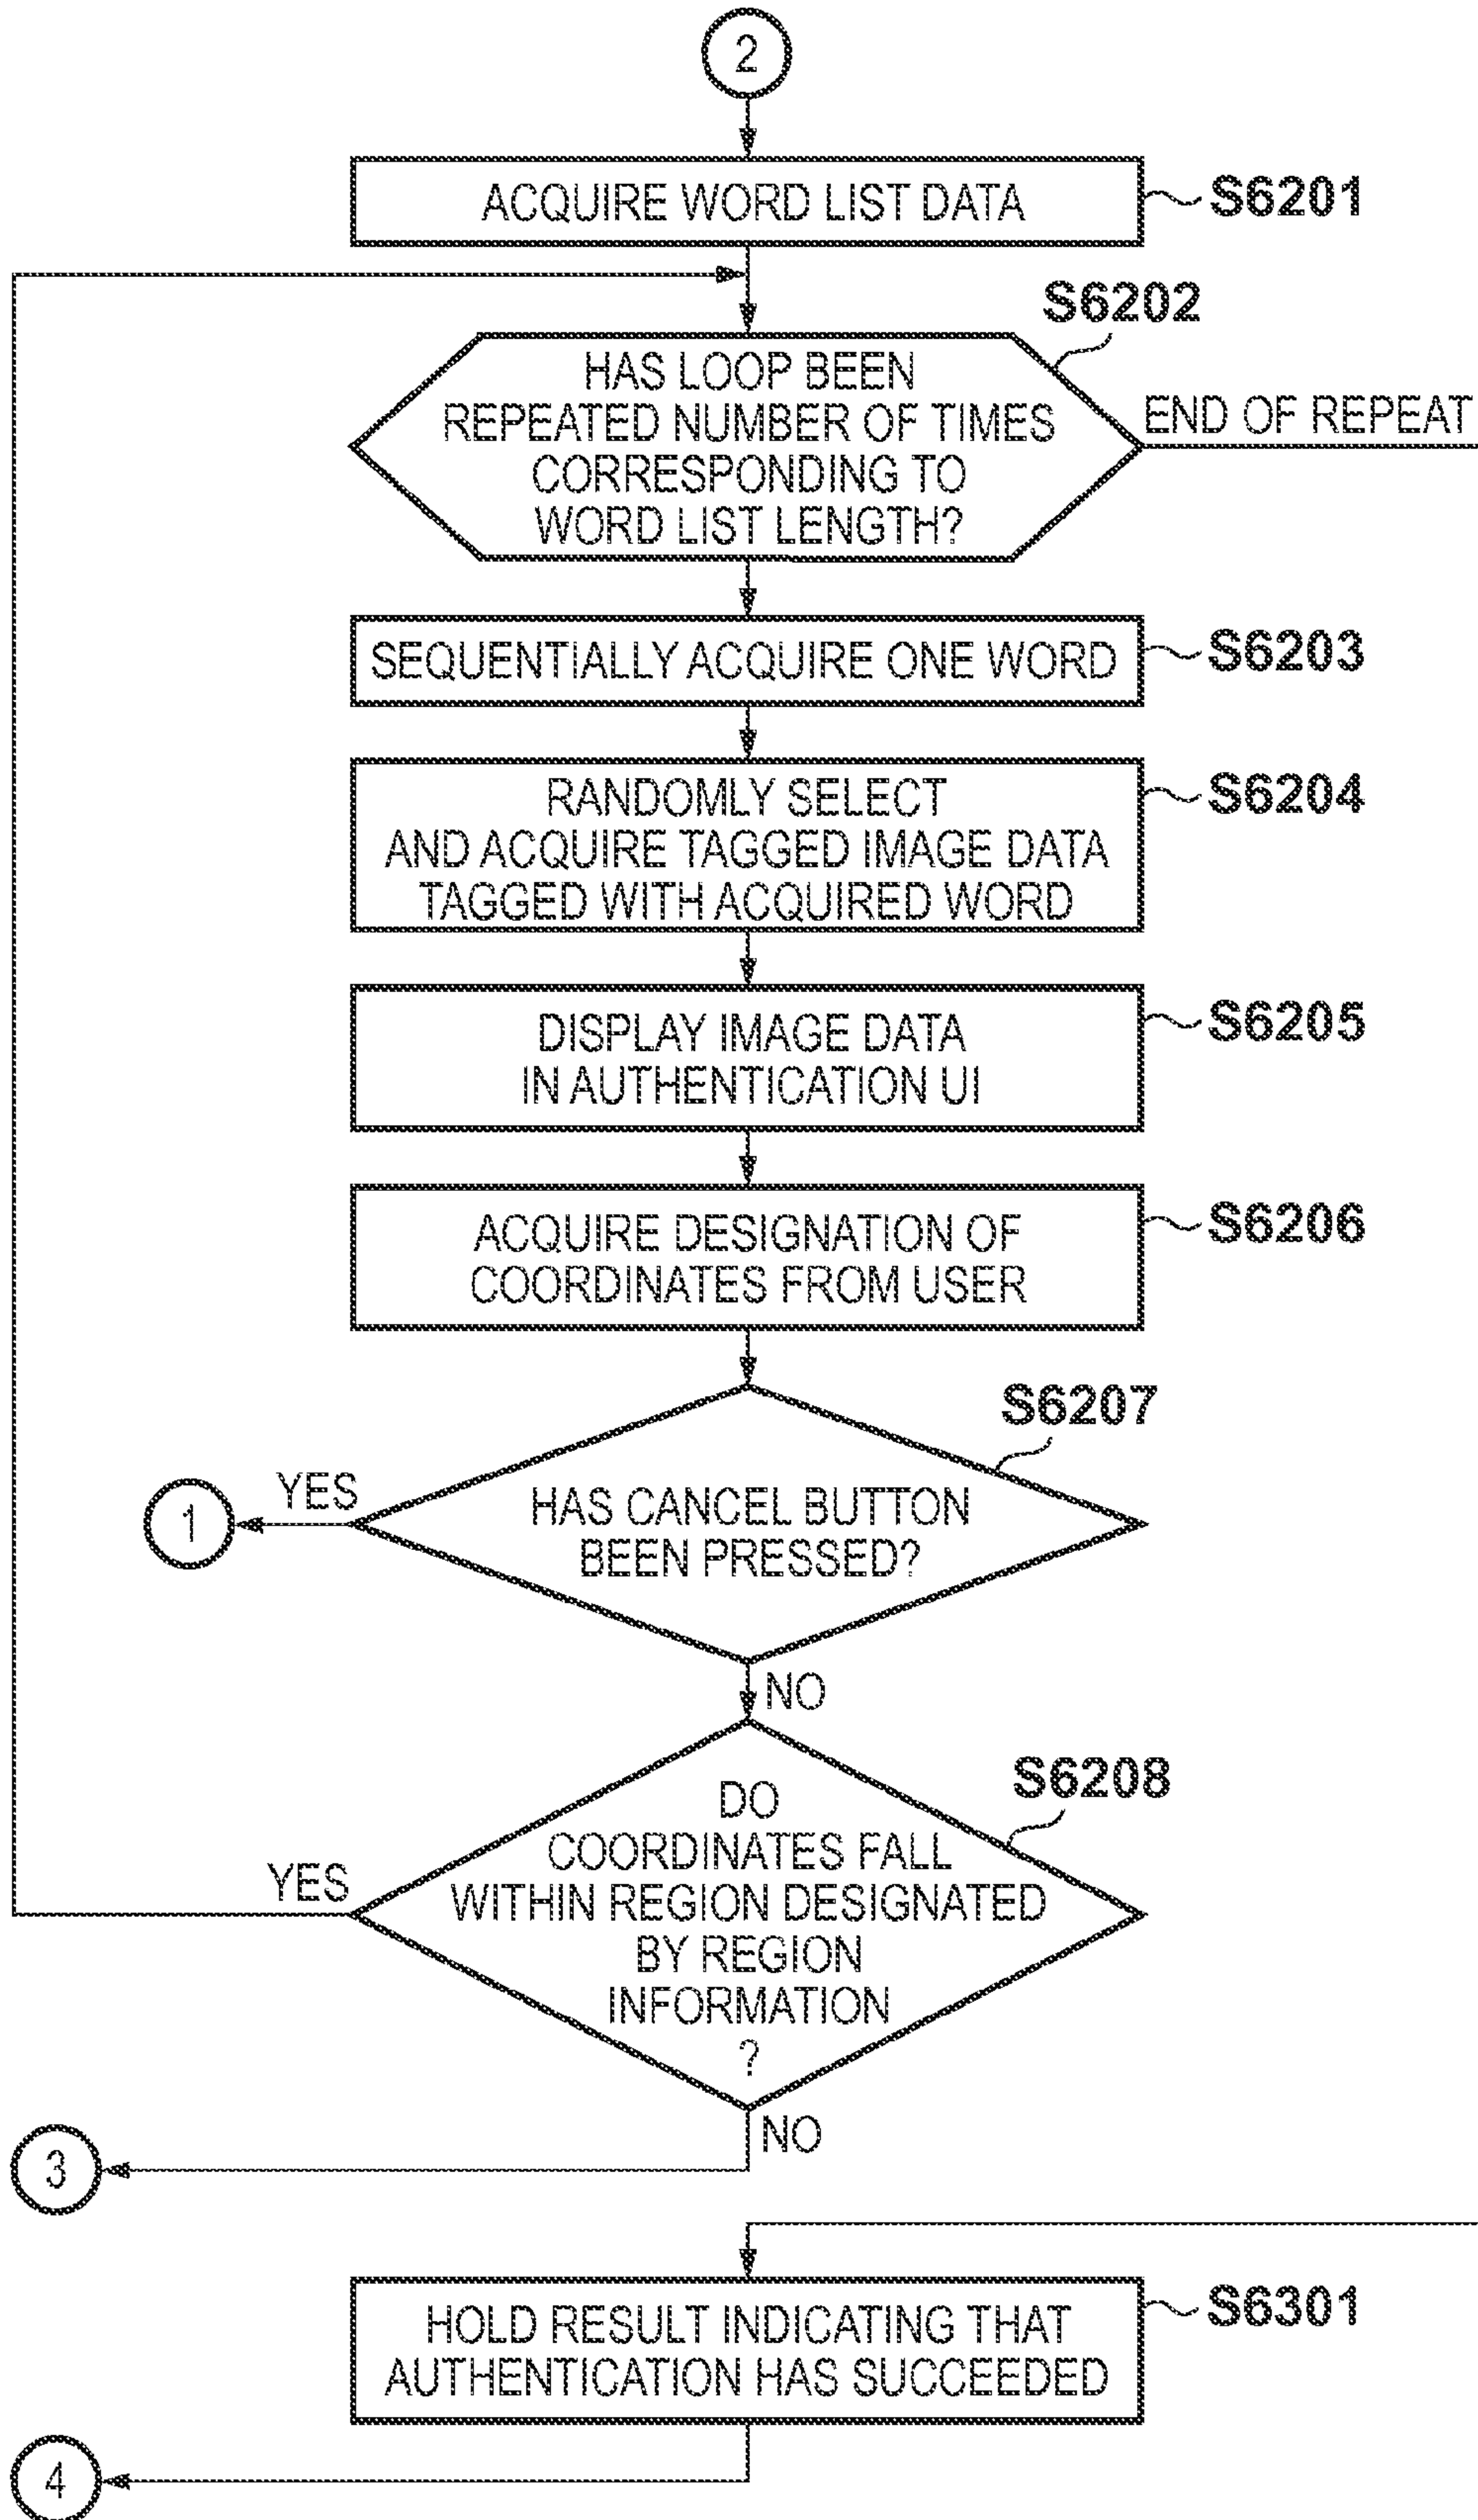 2
ACQUIRE WORD LIST DATA
S6201
S6202
HAS LOOP BEEN
REPEATED NUMBER OF TIMES
CORRESPONDING TO
WORD LIST LENGTH?
END OF REPEAT
SEQUENTIALLY ACQUIRE ONE WORD
S6203
RANDOMLY SELECT
AND ACQUIRE TAGGED IMAGE DATA
TAGGED WITH ACQUIRED WORD
S6204
DISPLAY IMAGE DATA
IN AUTHENTICATION UI
S6205
ACQUIRE DESIGNATION OF
COORDINATES FROM USER
S6206
S6207
HAS CANCEL BUTTON
BEEN PRESSED?
YES
1
NO
S6208
DO
COORDINATES FALL
WITHIN REGION DESIGNATED
BY REGION
INFORMATION
?
YES
NO
3
HOLD RESULT INDICATING THAT
AUTHENTICATION HAS SUCCEEDED
S6301
4